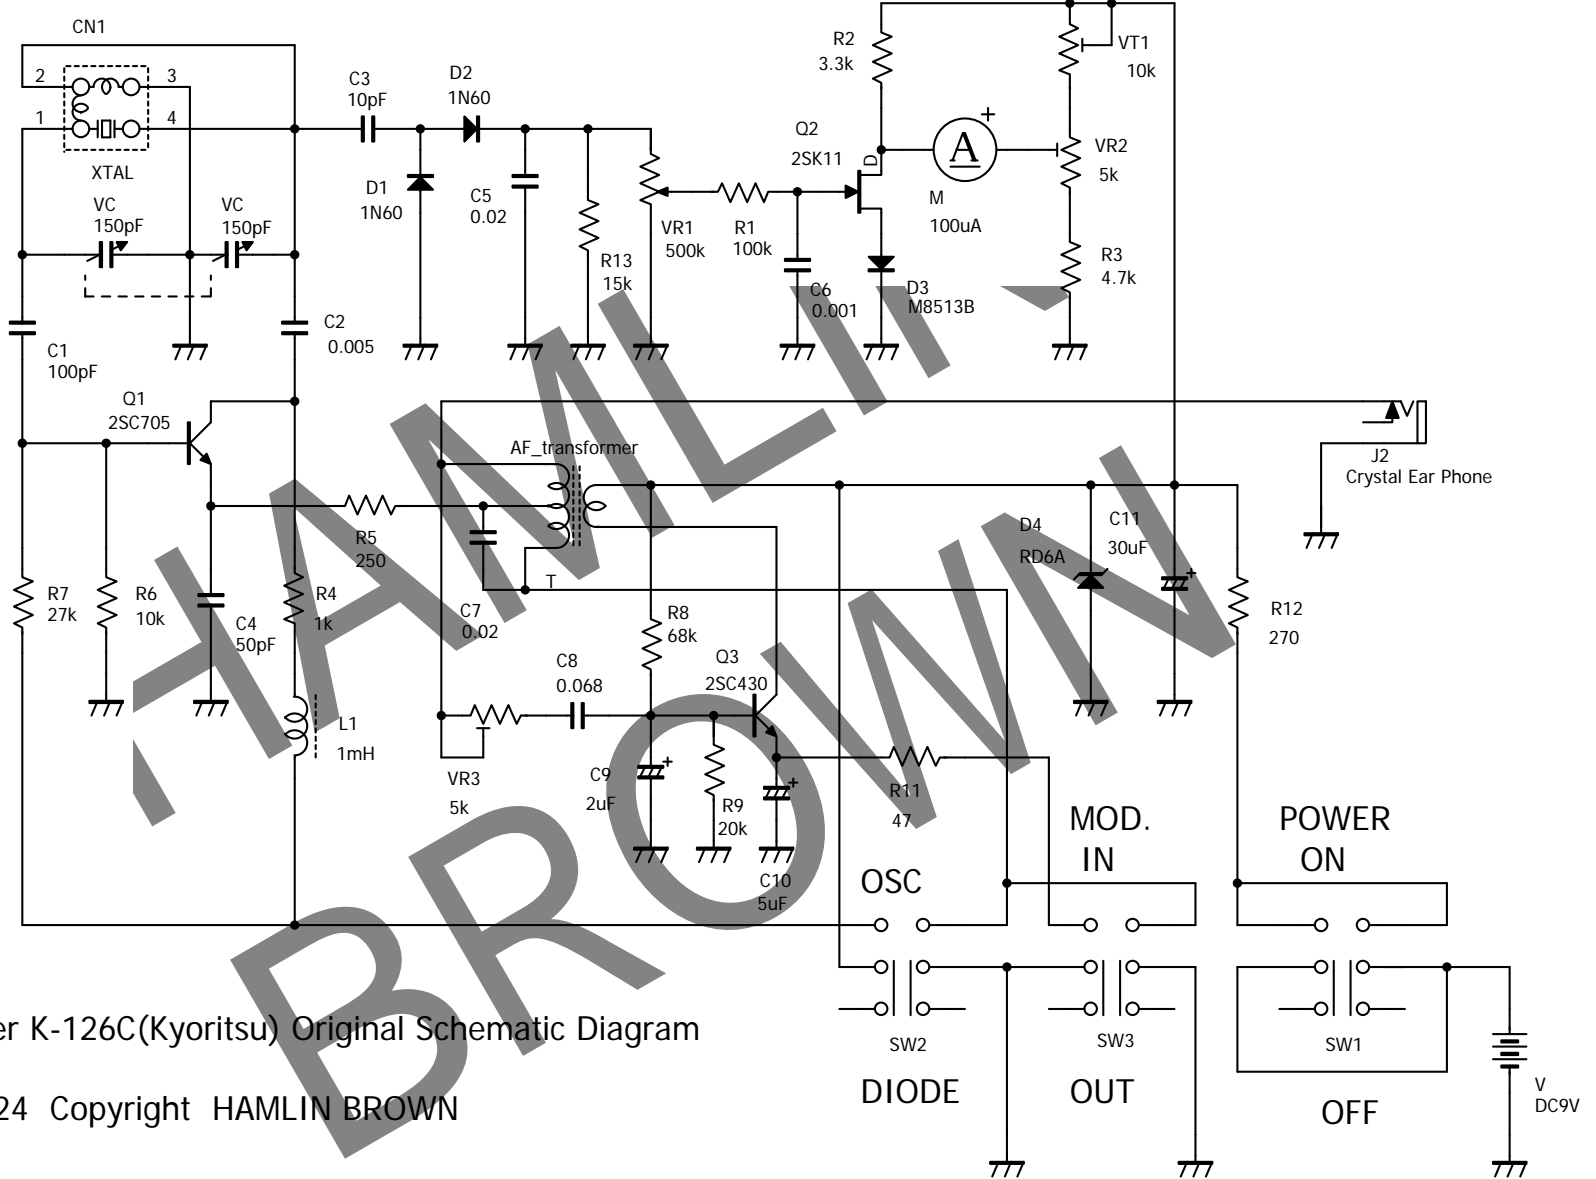 CN1
2
3
1
4
XTAL
VC
150pF
VC
150pF
C3
10pF
D2
1N60
D1
1N60
C5
0.02
R13
15k
VR1
500k
R1
100k
C6
0.001
Q2
2SK11
D
R2
3.3k
A
+
M
100uA
VT1
10k
VR2
5k
R3
4.7k
D3
M8513B
C1
100pF
C2
0.005
Q1
2SC705
AF_transformer
J2
Crystal Ear Phone
R5
250
T
C7
0.02
R7
27k
R6
10k
C4
50pF
R4
1k
L1
1mH
R8
68k
C8
0.068
Q3
2SC430
VR3
5k
C9
+
2uF
R9
20k
+
C10
5uF
R11
47
D4
RD6A
C11
30uF
+
R12
270
OSC
MOD.
IN
POWER
ON
SW2
SW3
SW1
DIODE
OUT
OFF
V
DC9V
er K-126C(Kyoritsu) Original Schematic Diagram
24 Copyright HAMLIN BROWN
HAMLIN
BROWN